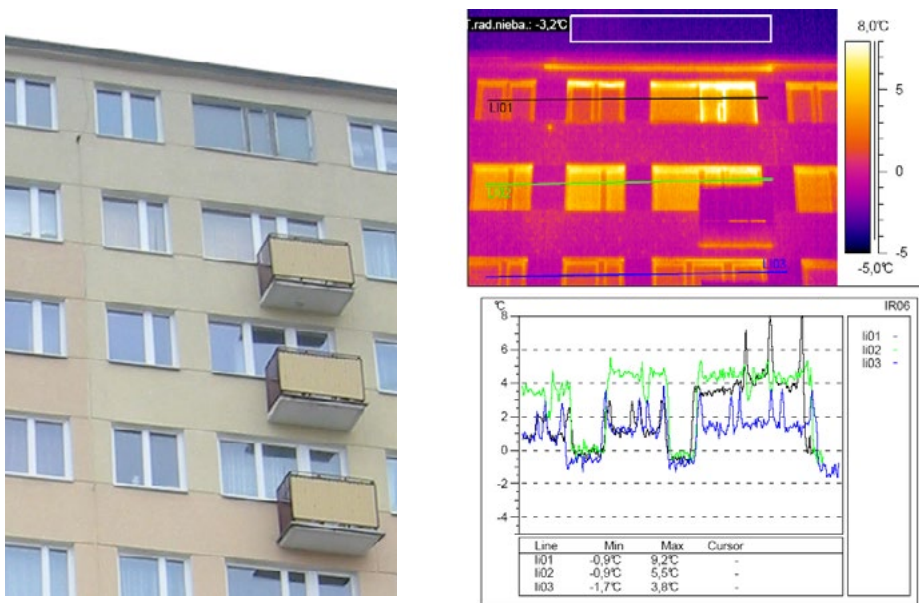 T.rad.nieba.: -3,2°C
8,0°C
5
0
-5
-5,0°C
LI01
LI03
°C
IR06
8
6
4
2
0
-2
-4
li01 -
li02 -
li03 -
Line Min Max Cursor
li01 -0,9°C 9,2°C -
li02 -0,9°C 5,5°C -
li03 -1,7°C 3,8°C -